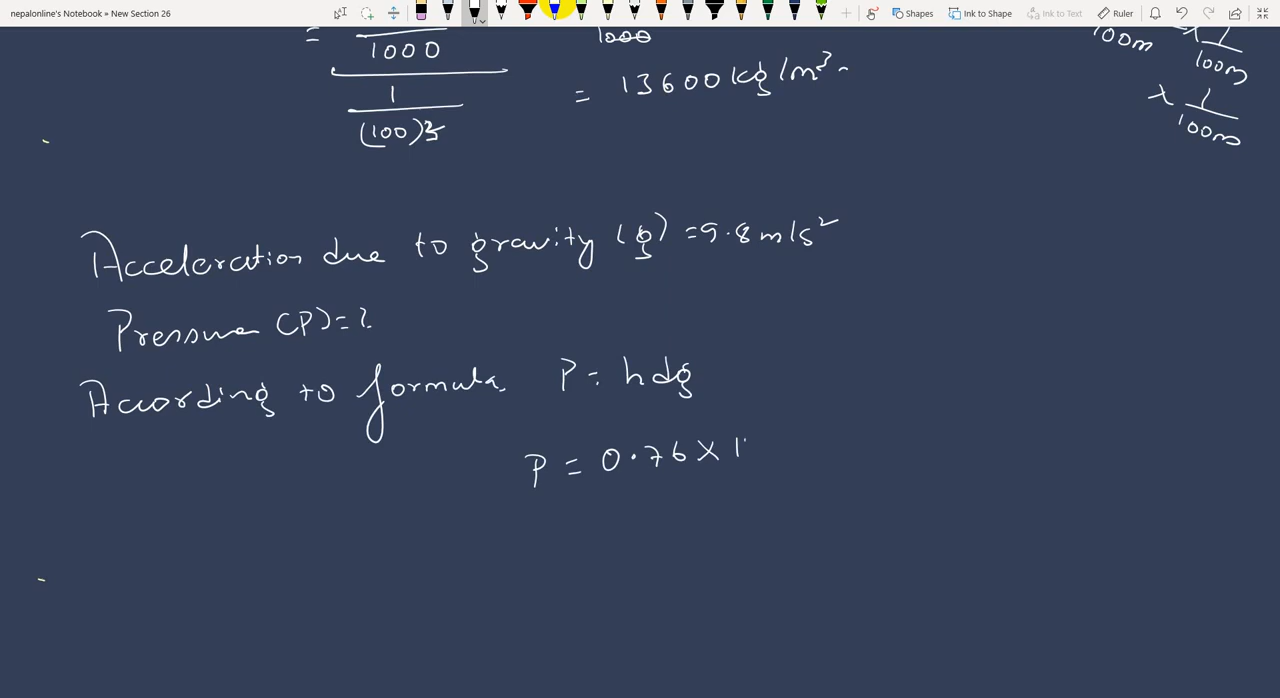 nepalonline's Notebook » New Section 26
Shapes Ink to Shape Ink to Text Ruler
= 1000 1000 100m × 1/100m
1/(100)3 = 13600 kg/m³ × 1/100m
Acceleration due to gravity (g) = 9.8 m/s²
Pressure (P) = ?
According to formula. P = hdg
P = 0.76 × 1